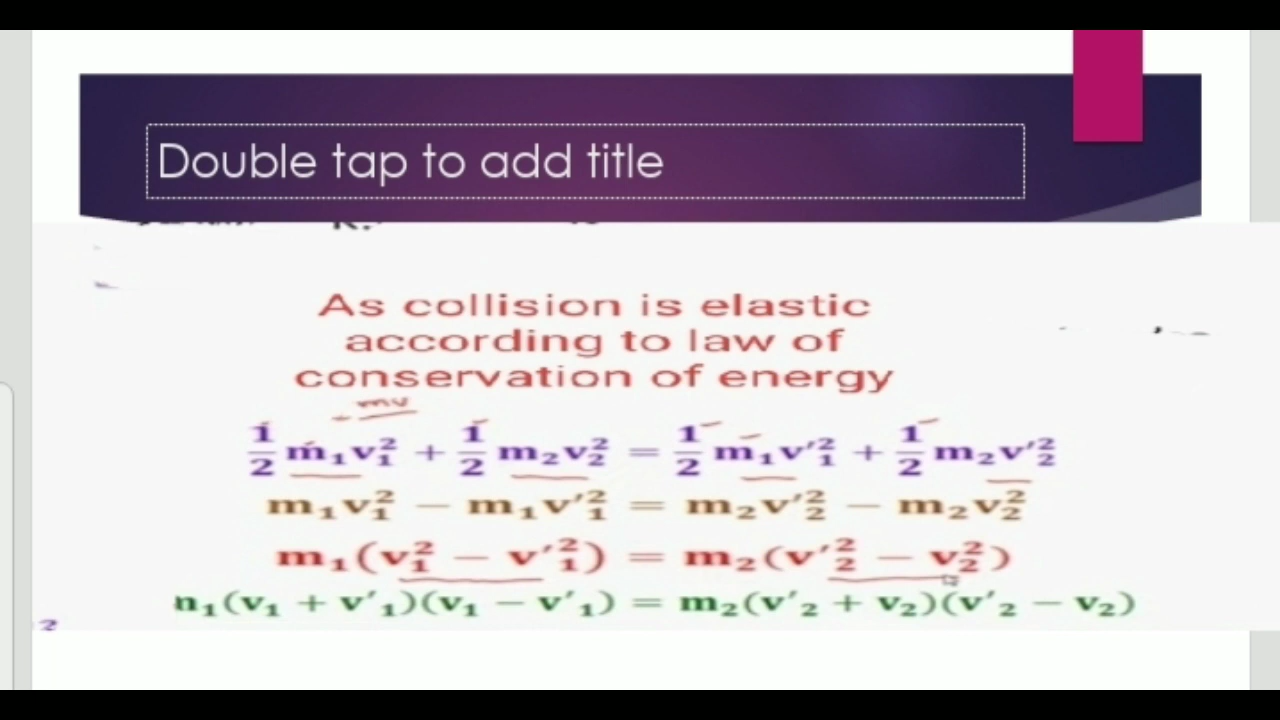 Double tap to add title
As collision is elastic
according to law of
conservation of energy
mv
1/2 m₁v₁² + 1/2 m₂v₂² = 1/2 m₁v′₁² + 1/2 m₂v′₂²
m₁v₁² − m₁v′₁² = m₂v′₂² − m₂v₂²
m₁(v₁² − v′₁²) = m₂(v′₂² − v₂²)
n₁(v₁ + v′₁)(v₁ − v′₁) = m₂(v′₂ + v₂)(v′₂ − v₂)
2